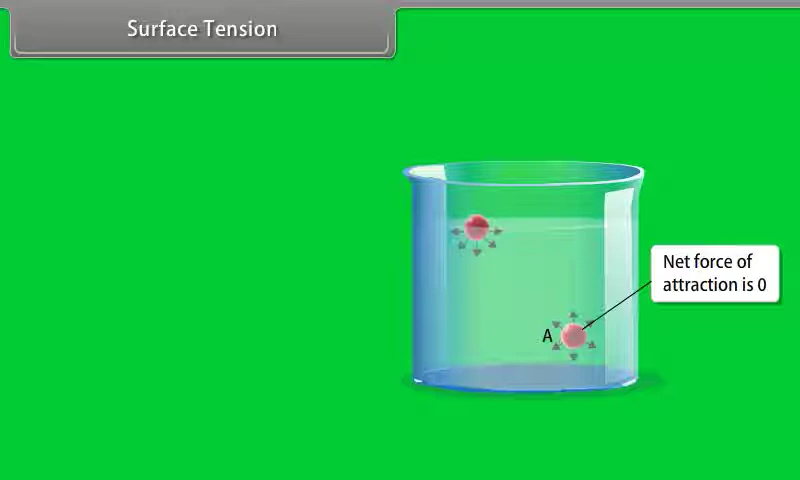 Surface Tension
Net force of
attraction is 0
A